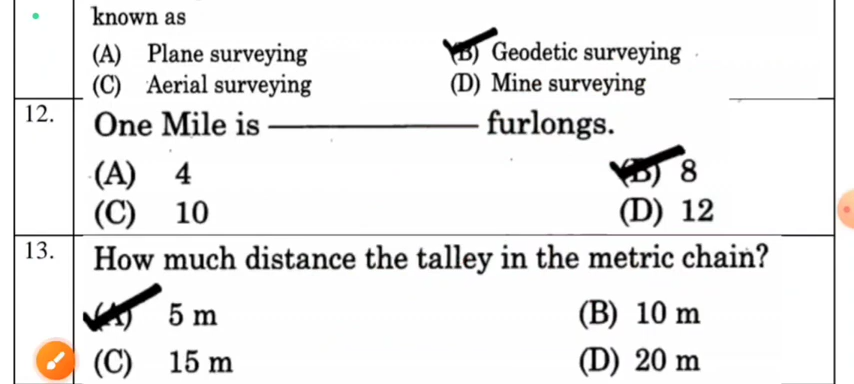 known as
(A) Plane surveying (B) Geodetic surveying
(C) Aerial surveying (D) Mine surveying
12. One Mile is ———————— furlongs.
(A) 4 (B) 8
(C) 10 (D) 12
13. How much distance the talley in the metric chain?
(A) 5 m (B) 10 m
(C) 15 m (D) 20 m